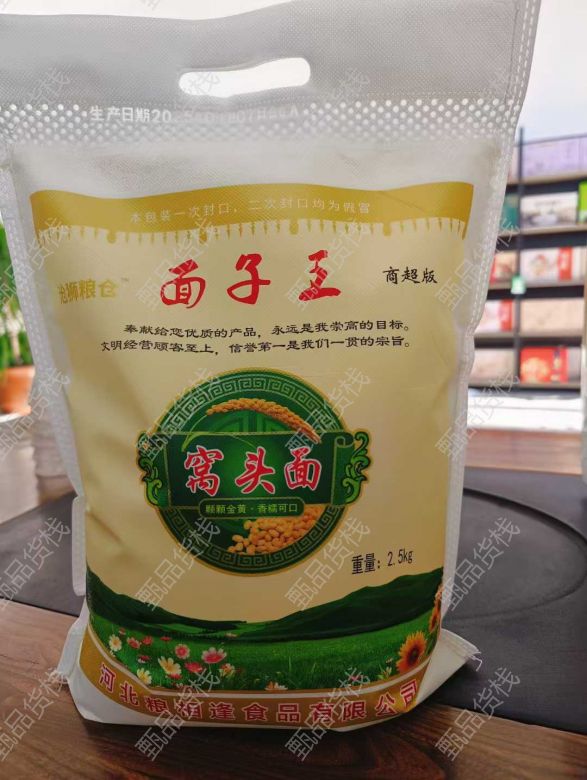 生产日期
本包装一次封口，二次封口均为假冒
粮仓™
面子王
商超版
奉献给您优质的产品，永远是我崇高的目标。
文明经营顾客至上，信誉第一是我们一贯的宗旨。
窝头面
颗颗金黄·香糯可口
重量：2.5kg
河北粮相逢食品有限公司
甄品货栈